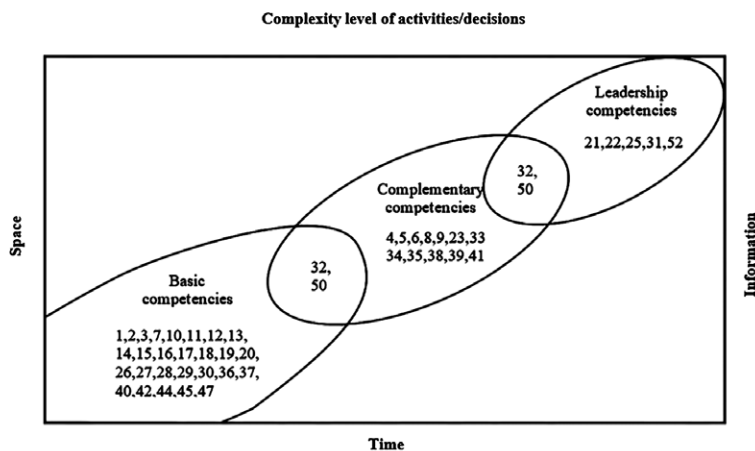 Complexity level of activities/decisions
Leadership
competencies
21,22,25,31,52
32,
50
Complementary
competencies
4,5,6,8,9,23,33
34,35,38,39,41
32,
50
Basic
competencies
1,2,3,7,10,11,12,13,
14,15,16,17,18,19,20,
26,27,28,29,30,36,37,
40,42,44,45,47
Space
Information
Time